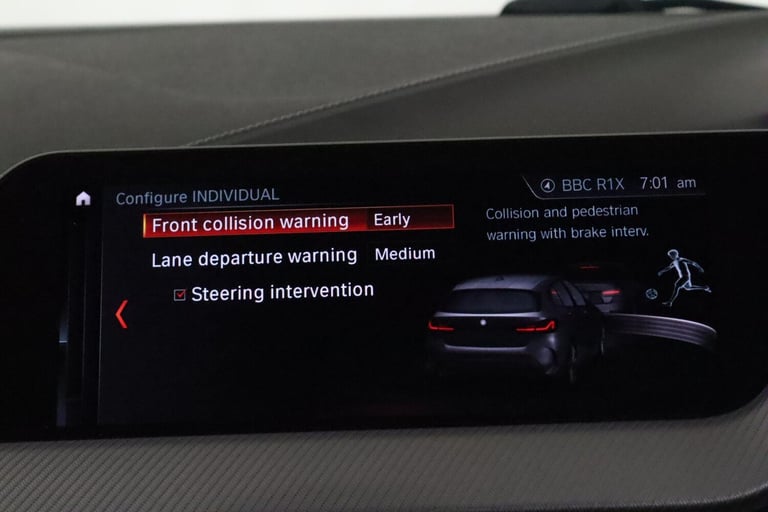 Configure INDIVIDUAL
BBC R1X 7:01 am
Front collision warning Early
Lane departure warning Medium
Steering intervention
Collision and pedestrian
warning with brake interv.